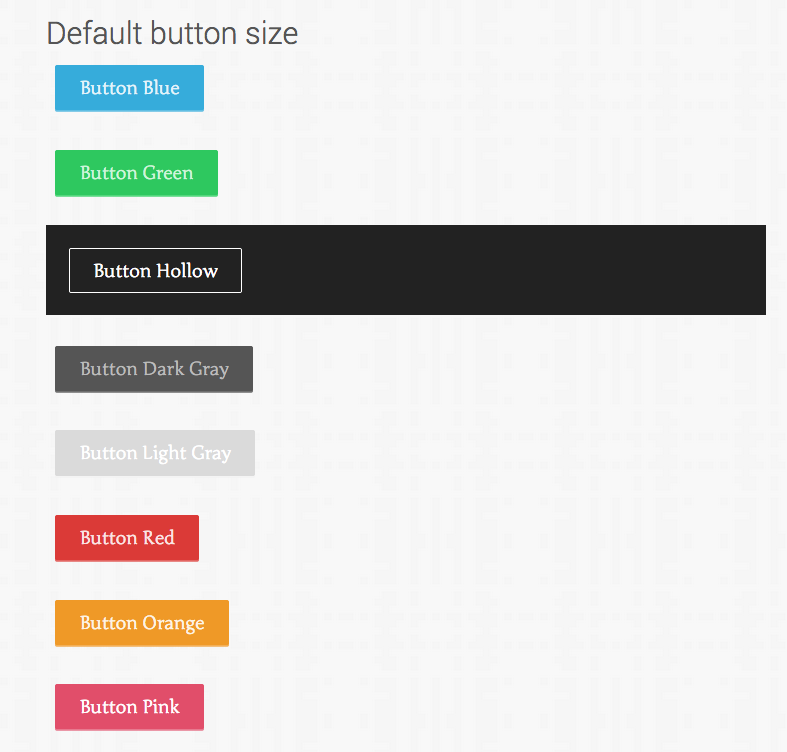 Default button size
Button Blue
Button Green
Button Hollow
Button Dark Gray
Button Light Gray
Button Red
Button Orange
Button Pink